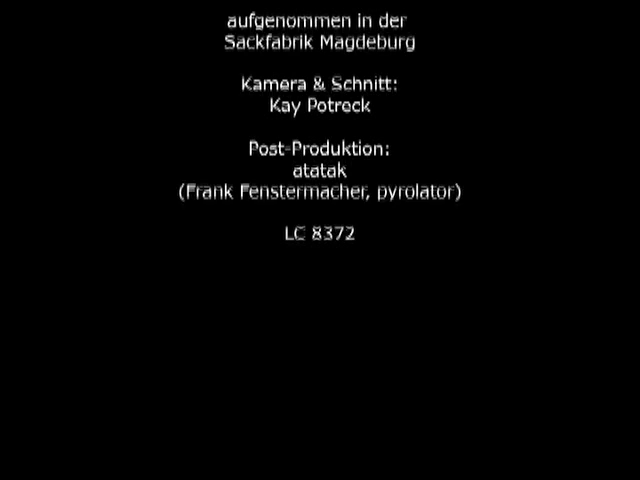 aufgenommen in der
Sackfabrik Magdeburg
Kamera & Schnitt:
Kay Potreck
Post-Produktion:
atatak
(Frank Fenstermacher, pyrolator)
LC 8372